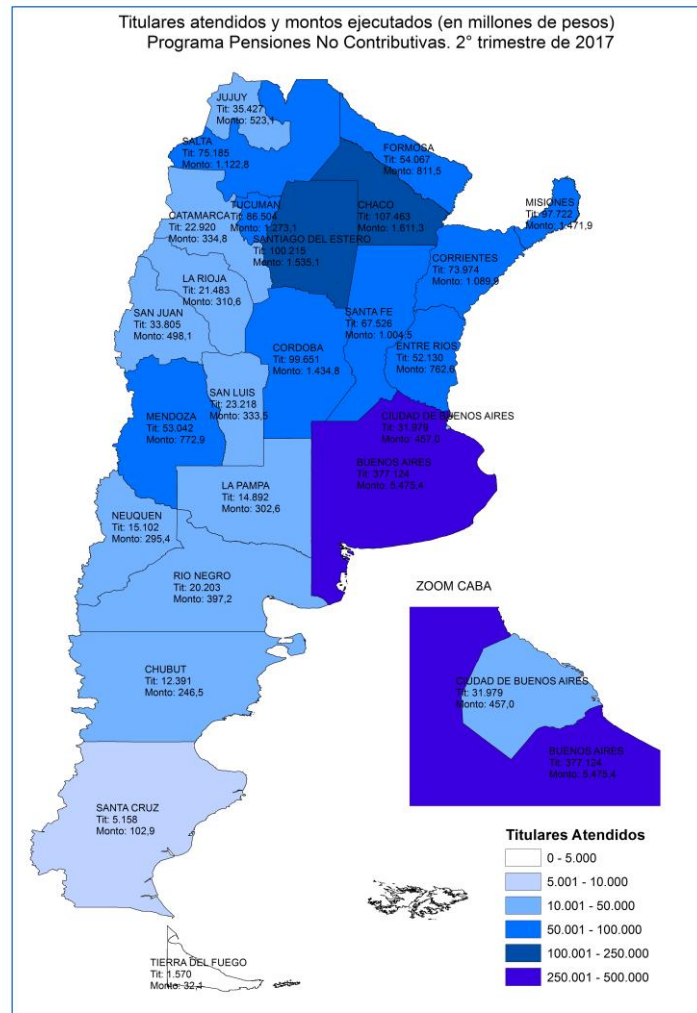 Titulares atendidos y montos ejecutados (en millones de pesos)
Programa Pensiones No Contributivas. 2° trimestre de 2017
JUJUY
Tit: 35.427
Monto: 523,1
SALTA
Tit: 75.185
Monto: 1.122,8
FORMOSA
Tit: 54.067
Monto: 811,5
CATAMARCA
Tit: 22.920
Monto: 334,8
TUCUMAN
Tit: 86.504
Monto: 1.273,1
CHACO
Tit: 107.463
Monto: 1.611,3
MISIONES
Tit: 97.722
Monto: 1.471,9
SANTIAGO DEL ESTERO
Tit: 100.215
Monto: 1.535,1
CORRIENTES
Tit: 73.974
Monto: 1.089,9
LA RIOJA
Tit: 21.483
Monto: 310,6
SAN JUAN
Tit: 33.805
Monto: 498,1
SANTA FE
Tit: 67.526
Monto: 1.004,5
CORDOBA
Tit: 99.651
Monto: 1.434,8
ENTRE RIOS
Tit: 52.130
Monto: 762,6
SAN LUIS
Tit: 23.218
Monto: 333,5
MENDOZA
Tit: 53.042
Monto: 772,9
CIUDAD DE BUENOS AIRES
Tit: 31.979
Monto: 457,0
BUENOS AIRES
Tit: 377.124
Monto: 5.475,4
LA PAMPA
Tit: 14.892
Monto: 302,6
NEUQUEN
Tit: 15.102
Monto: 295,4
RIO NEGRO
Tit: 20.203
Monto: 397,2
CHUBUT
Tit: 12.391
Monto: 246,5
SANTA CRUZ
Tit: 5.158
Monto: 102,9
TIERRA DEL FUEGO
Tit: 1.570
Monto: 32,1
ZOOM CABA
CIUDAD DE BUENOS AIRES
Tit: 31.979
Monto: 457,0
BUENOS AIRES
Tit: 377.124
Monto: 5.475,4
Titulares Atendidos
0 - 5.000
5.001 - 10.000
10.001 - 50.000
50.001 - 100.000
100.001 - 250.000
250.001 - 500.000